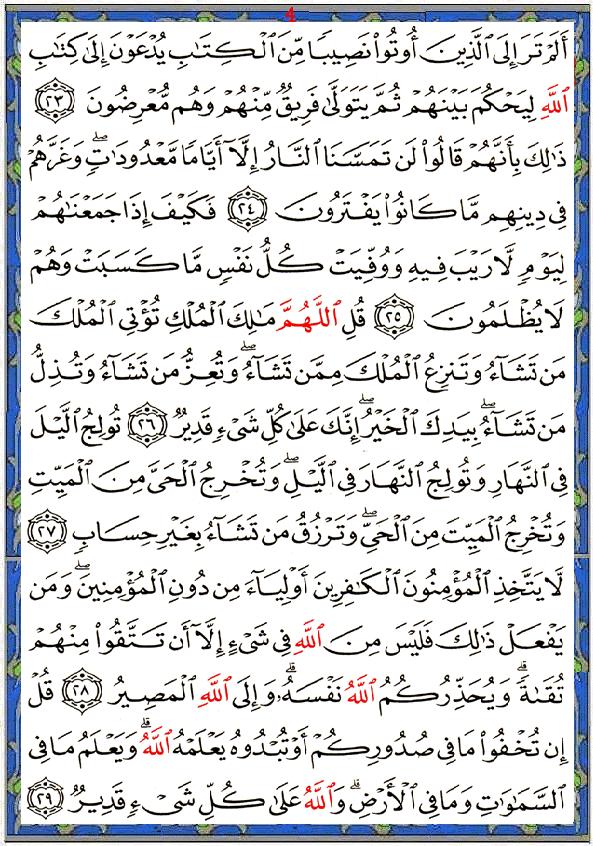 4
أَلَمْ تَرَ إِلَى ٱلَّذِينَ أُوتُوا۟ نَصِيبًا مِّنَ ٱلْكِتَٰبِ يُدْعَوْنَ إِلَىٰ كِتَٰبِ
ٱللَّهِ لِيَحْكُمَ بَيْنَهُمْ ثُمَّ يَتَوَلَّىٰ فَرِيقٌ مِّنْهُمْ وَهُم مُّعْرِضُونَ ٢٣
ذَٰلِكَ بِأَنَّهُمْ قَالُوا۟ لَن تَمَسَّنَا ٱلنَّارُ إِلَّآ أَيَّامًا مَّعْدُودَٰتٍۖ وَغَرَّهُمْ
فِى دِينِهِم مَّا كَانُوا۟ يَفْتَرُونَ ٢٤ فَكَيْفَ إِذَا جَمَعْنَٰهُمْ
لِيَوْمٍ لَّا رَيْبَ فِيهِ وَوُفِّيَتْ كُلُّ نَفْسٍ مَّا كَسَبَتْ وَهُمْ
لَا يُظْلَمُونَ ٢٥ قُلِ ٱللَّهُمَّ مَٰلِكَ ٱلْمُلْكِ تُؤْتِى ٱلْمُلْكَ
مَن تَشَآءُ وَتَنزِعُ ٱلْمُلْكَ مِمَّن تَشَآءُۖ وَتُعِزُّ مَن تَشَآءُ وَتُذِلُّ
مَن تَشَآءُۖ بِيَدِكَ ٱلْخَيْرُۖ إِنَّكَ عَلَىٰ كُلِّ شَىْءٍ قَدِيرٌ ٢٦ تُولِجُ ٱلَّيْلَ
فِى ٱلنَّهَارِ وَتُولِجُ ٱلنَّهَارَ فِى ٱلَّيْلِۖ وَتُخْرِجُ ٱلْحَىَّ مِنَ ٱلْمَيِّتِ
وَتُخْرِجُ ٱلْمَيِّتَ مِنَ ٱلْحَىِّۖ وَتَرْزُقُ مَن تَشَآءُ بِغَيْرِ حِسَابٍ ٢٧
لَّا يَتَّخِذِ ٱلْمُؤْمِنُونَ ٱلْكَٰفِرِينَ أَوْلِيَآءَ مِن دُونِ ٱلْمُؤْمِنِينَۖ وَمَن
يَفْعَلْ ذَٰلِكَ فَلَيْسَ مِنَ ٱللَّهِ فِى شَىْءٍ إِلَّآ أَن تَتَّقُوا۟ مِنْهُمْ
تُقَىٰةًۗ وَيُحَذِّرُكُمُ ٱللَّهُ نَفْسَهُۥۗ وَإِلَى ٱللَّهِ ٱلْمَصِيرُ ٢٨ قُلْ
إِن تُخْفُوا۟ مَا فِى صُدُورِكُمْ أَوْ تُبْدُوهُ يَعْلَمْهُ ٱللَّهُۗ وَيَعْلَمُ مَا فِى
ٱلسَّمَٰوَٰتِ وَمَا فِى ٱلْأَرْضِۗ وَٱللَّهُ عَلَىٰ كُلِّ شَىْءٍ قَدِيرٌ ٢٩